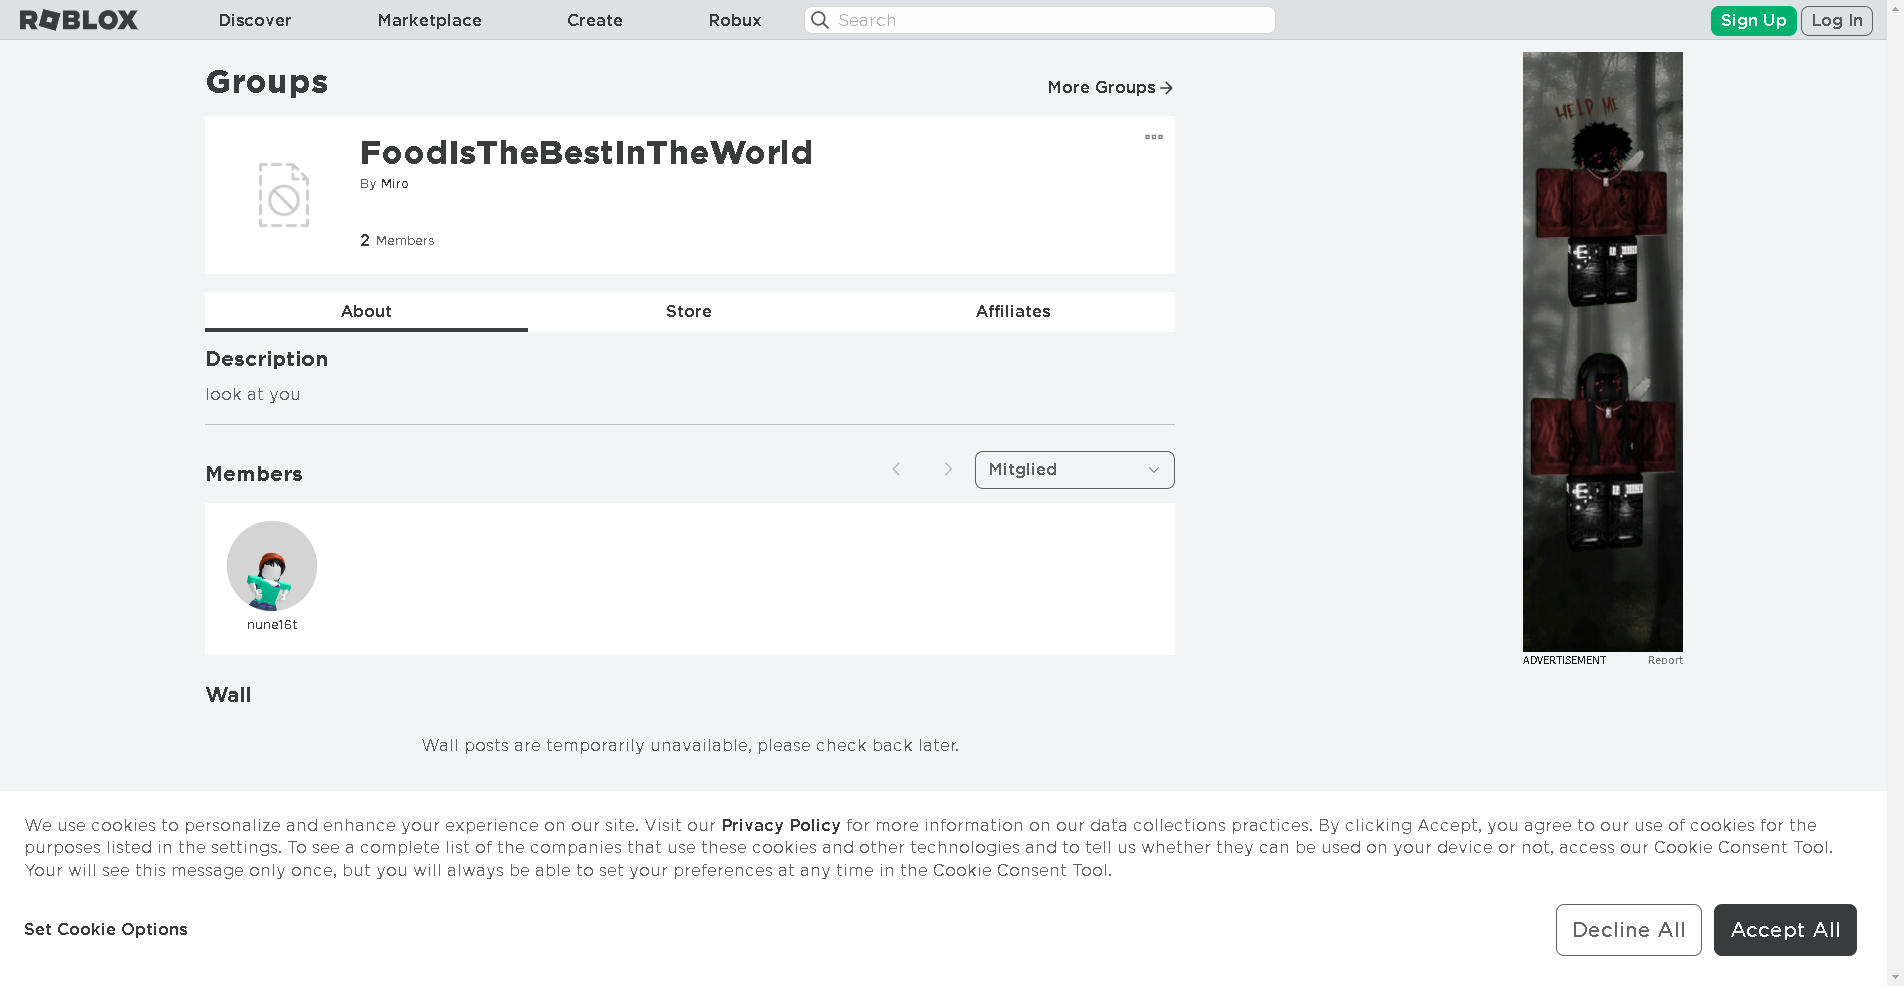 ROBLOX
Discover
Marketplace
Create
Robux
Search
Sign Up
Log In
Groups
More Groups
FoodIsTheBestInTheWorld
By Miro
2 Members
About
Store
Affiliates
Description
look at you
Members
Mitglied
nune16t
Wall
Wall posts are temporarily unavailable, please check back later.
HELP ME
ADVERTISEMENT
Report
We use cookies to personalize and enhance your experience on our site. Visit our Privacy Policy for more information on our data collections practices. By clicking Accept, you agree to our use of cookies for the
purposes listed in the settings. To see a complete list of the companies that use these cookies and other technologies and to tell us whether they can be used on your device or not, access our Cookie Consent Tool.
Your will see this message only once, but you will always be able to set your preferences at any time in the Cookie Consent Tool.
Set Cookie Options
Decline All
Accept All